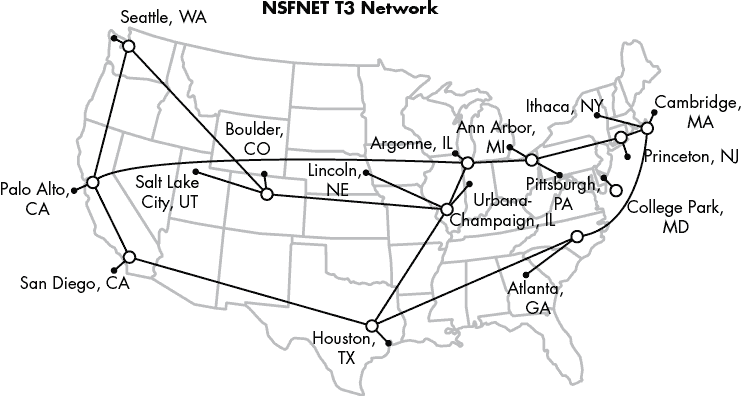 NSFNET T3 Network
Seattle, WA
Ithaca, NY
Cambridge,
MA
Boulder,
CO
Argonne, IL
Ann Arbor,
MI
Princeton, NJ
Palo Alto,
CA
Salt Lake
City, UT
Lincoln,
NE
Urbana-
Champaign, IL
Pittsburgh,
PA
College Park,
MD
San Diego, CA
Atlanta,
GA
Houston,
TX